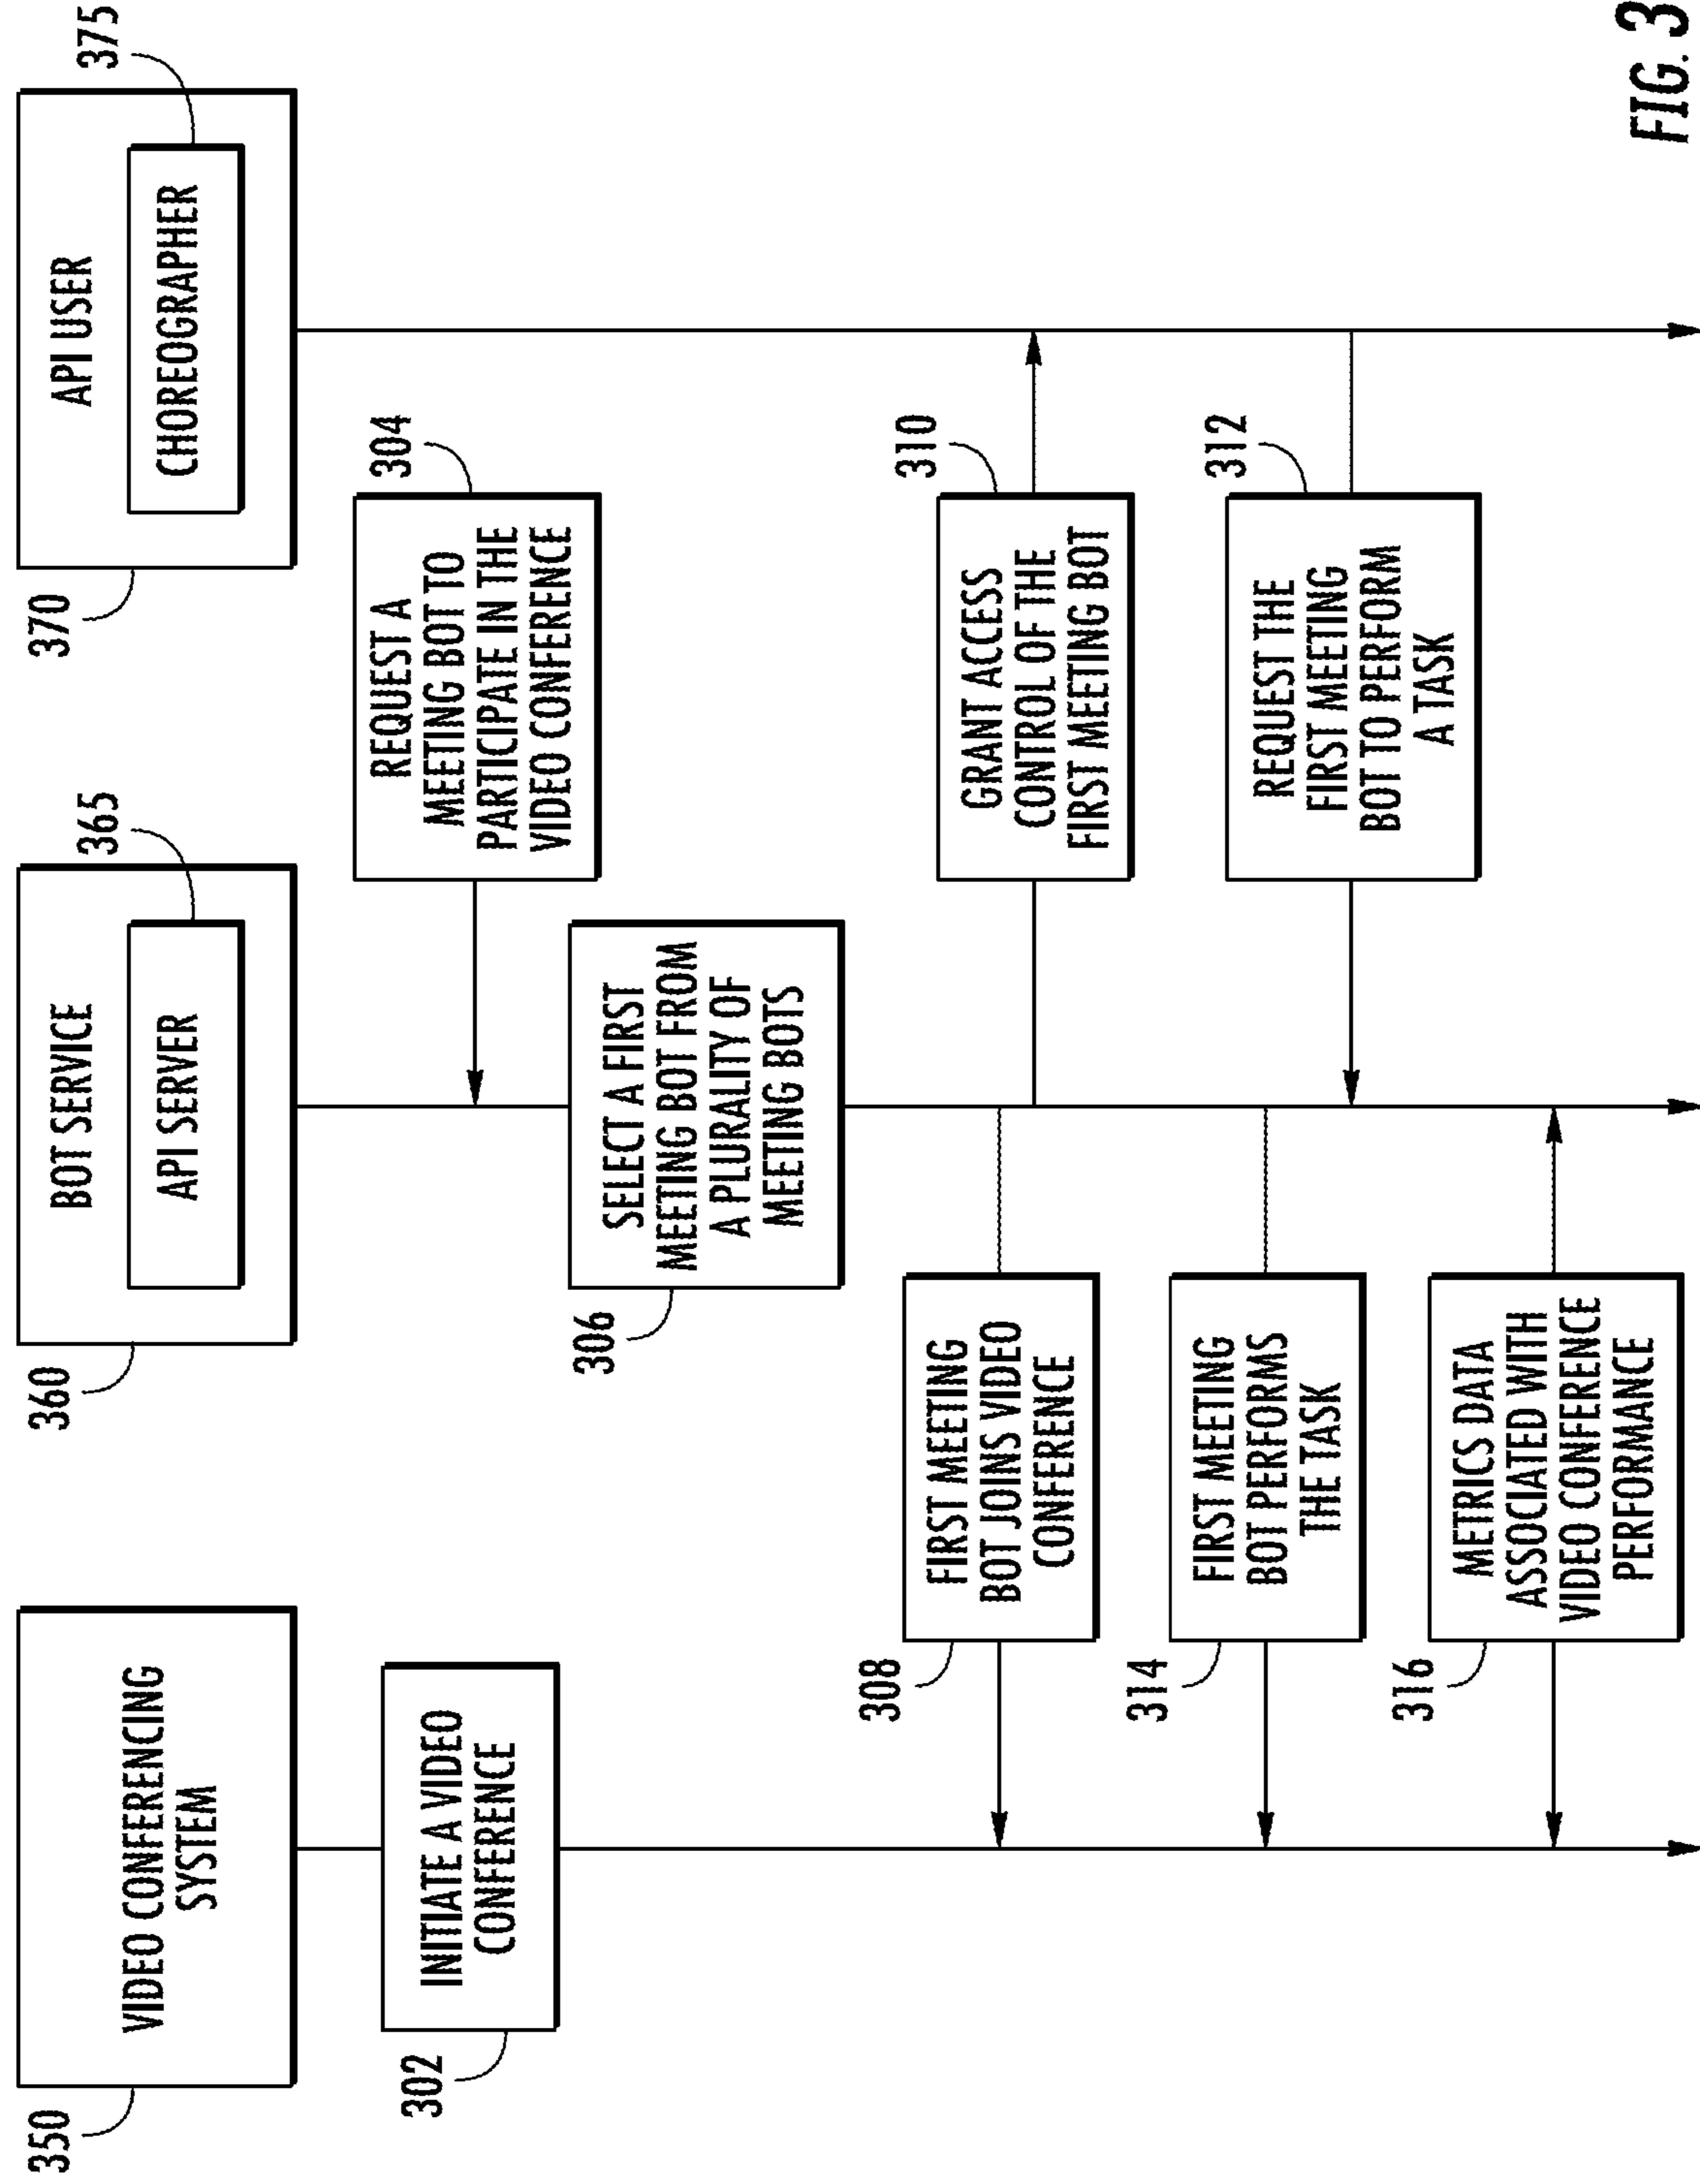 350
VIDEO CONFERENCING
SYSTEM
360
BOT SERVICE
API SERVER
365
370
API USER
CHOREOGRAPHER
375
302
INITIATE A VIDEO
CONFERENCE
304
REQUEST A
MEETING BOT TO
PARTICIPATE IN THE
VIDEO CONFERENCE
306
SELECT A FIRST
MEETING BOT FROM
A PLURALITY OF
MEETING BOTS
308
FIRST MEETING
BOT JOINS VIDEO
CONFERENCE
310
GRANT ACCESS
CONTROL OF THE
FIRST MEETING BOT
312
REQUEST THE
FIRST MEETING
BOT TO PERFORM
A TASK
314
FIRST MEETING
BOT PERFORMS
THE TASK
316
METRICS DATA
ASSOCIATED WITH
VIDEO CONFERENCE
PERFORMANCE
FIG. 3